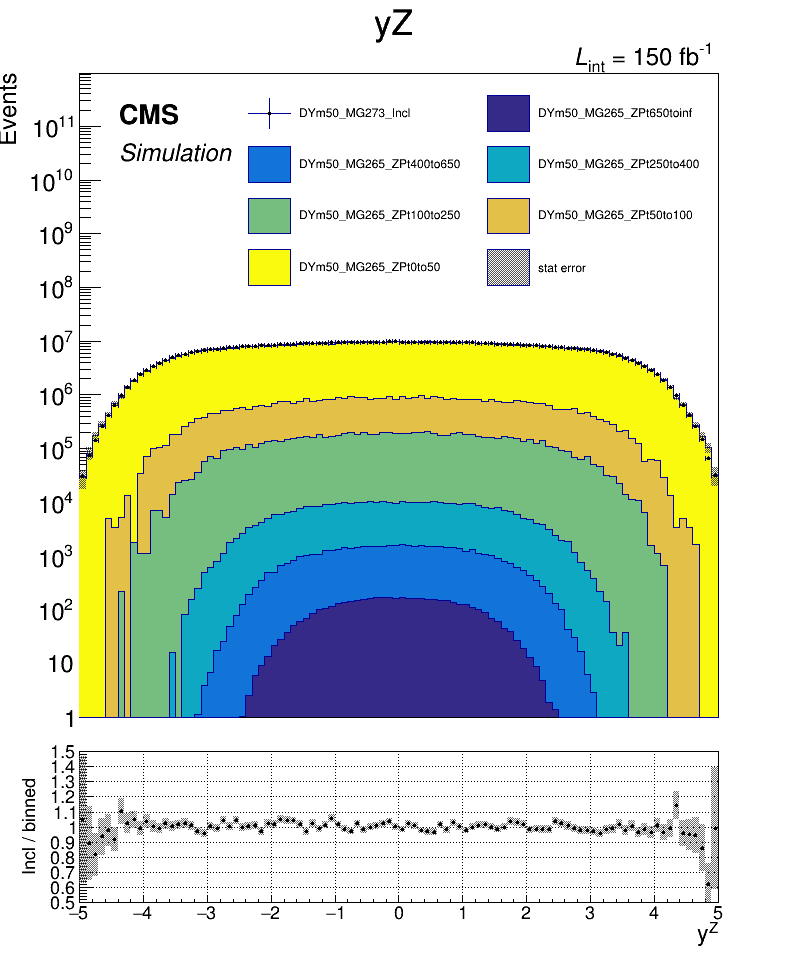 yZ
L_int = 150 fb^-1
Events
CMS
Simulation
DYm50_MG273_Incl
DYm50_MG265_ZPt650toinf
DYm50_MG265_ZPt400to650
DYm50_MG265_ZPt250to400
DYm50_MG265_ZPt100to250
DYm50_MG265_ZPt50to100
DYm50_MG265_ZPt0to50
stat error
10^11
10^10
10^9
10^8
10^7
10^6
10^5
10^4
10^3
10^2
10
1
Incl / binned
1.5
1.4
1.3
1.2
1.1
1
0.9
0.8
0.7
0.6
0.5
−5 −4 −3 −2 −1 0 1 2 3 4 5
y^Z